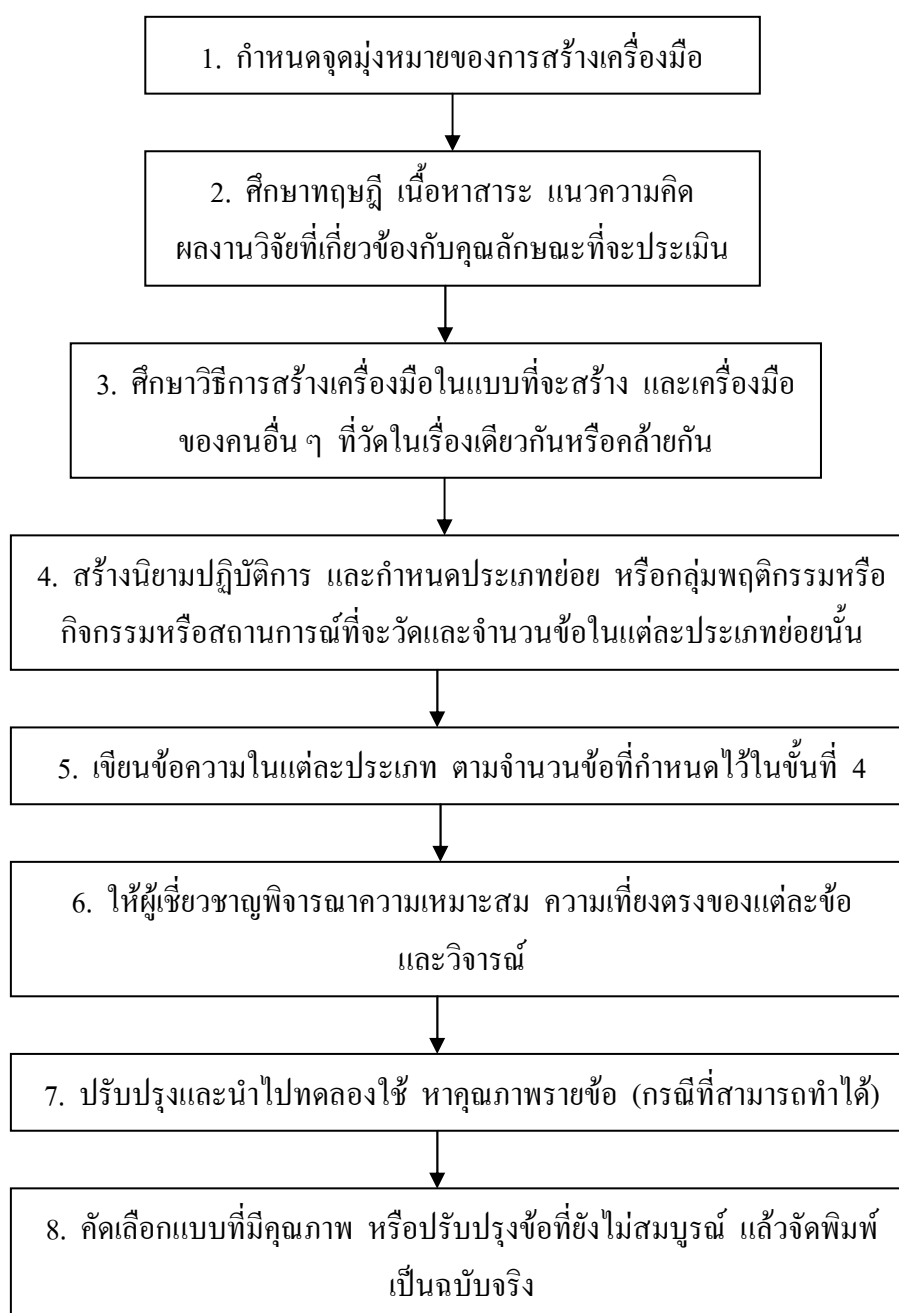 1. กำหนดจุดมุ่งหมายของการสร้างเครื่องมือ
2. ศึกษาทฤษฎี เนื้อหาสาระ แนวความคิด
ผลงานวิจัยที่เกี่ยวข้องกับคุณลักษณะที่จะประเมิน
3. ศึกษาวิธีการสร้างเครื่องมือในแบบที่จะสร้าง และเครื่องมือ
ของคนอื่น ๆ ที่วัดในเรื่องเดียวกันหรือคล้ายกัน
4. สร้างนิยามปฏิบัติการ และกำหนดประเภทย่อย หรือกลุ่มพฤติกรรมหรือ
กิจกรรมหรือสถานการณ์ที่จะวัดและจำนวนข้อในแต่ละประเภทย่อยนั้น
5. เขียนข้อความในแต่ละประเภท ตามจำนวนข้อที่กำหนดไว้ในขั้นที่ 4
6. ให้ผู้เชี่ยวชาญพิจารณาความเหมาะสม ความเที่ยงตรงของแต่ละข้อ
และวิจารณ์
7. ปรับปรุงและนำไปทดลองใช้ หาคุณภาพรายข้อ (กรณีที่สามารถทำได้)
8. คัดเลือกแบบที่มีคุณภาพ หรือปรับปรุงข้อที่ยังไม่สมบูรณ์ แล้วจัดพิมพ์
เป็นฉบับจริง